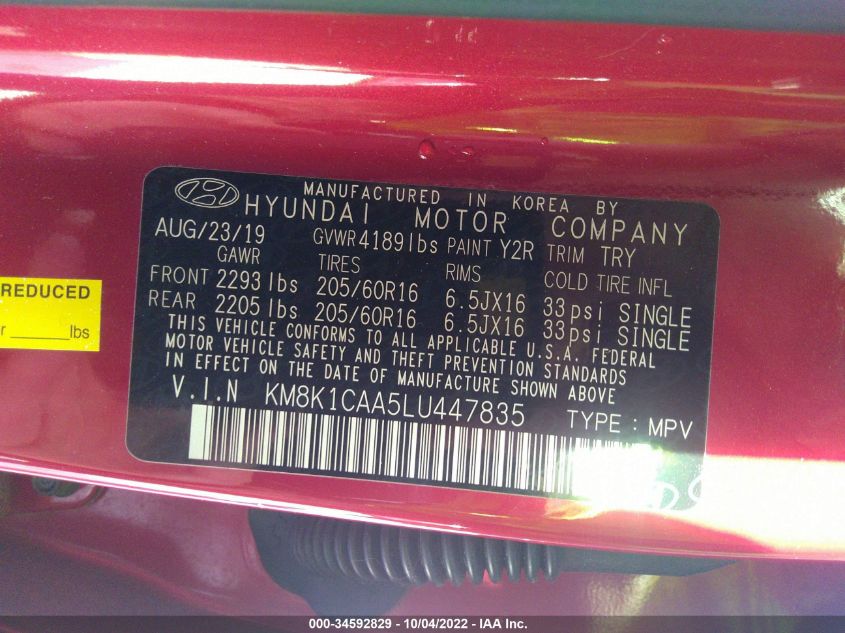 MANUFACTURED IN KOREA BY
HYUNDAI MOTOR COMPANY
AUG/23/19 GVWR 4189lbs PAINT Y2R TRIM TRY
GAWR TIRES RIMS COLD TIRE INFL
FRONT 2293 lbs 205/60R16 6.5JX16 33psi SINGLE
REAR 2205 lbs 205/60R16 6.5JX16 33psi SINGLE
THIS VEHICLE CONFORMS TO ALL APPLICABLE U.S.A. FEDERAL
MOTOR VEHICLE SAFETY AND THEFT PREVENTION STANDARDS
IN EFFECT ON THE DATE OF MANUFACTURE SHOWN ABOVE
V.I.N KM8K1CAA5LU447835 TYPE : MPV
REDUCED
lbs
000-34592829 - 10/04/2022 - IAA Inc.